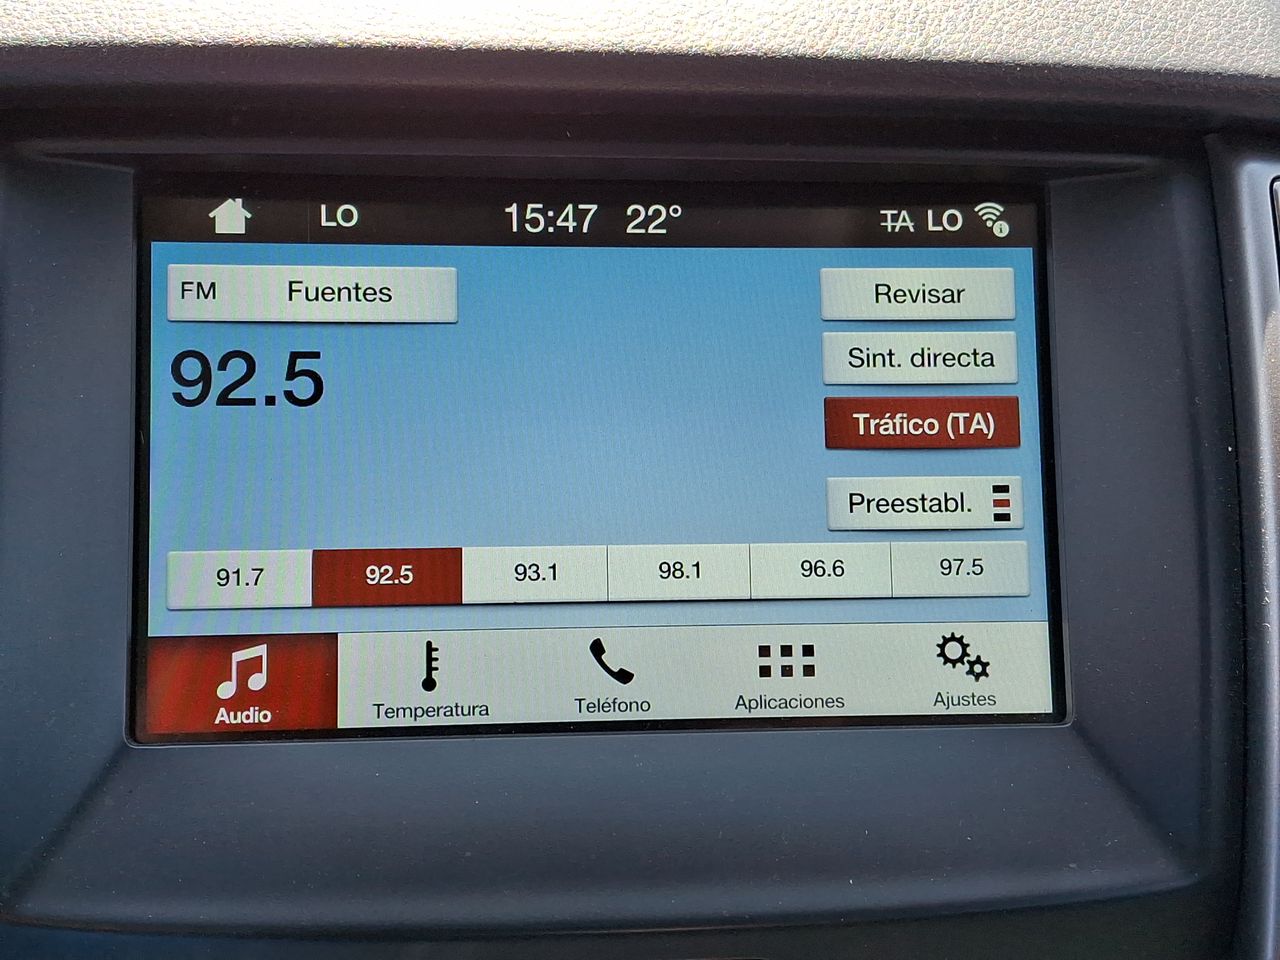 LO 15:47 22° TA LO
FM Fuentes
Revisar
92.5
Sint. directa
Tráfico (TA)
Preestabl.
91.7 92.5 93.1 98.1 96.6 97.5
Audio Temperatura Teléfono Aplicaciones Ajustes